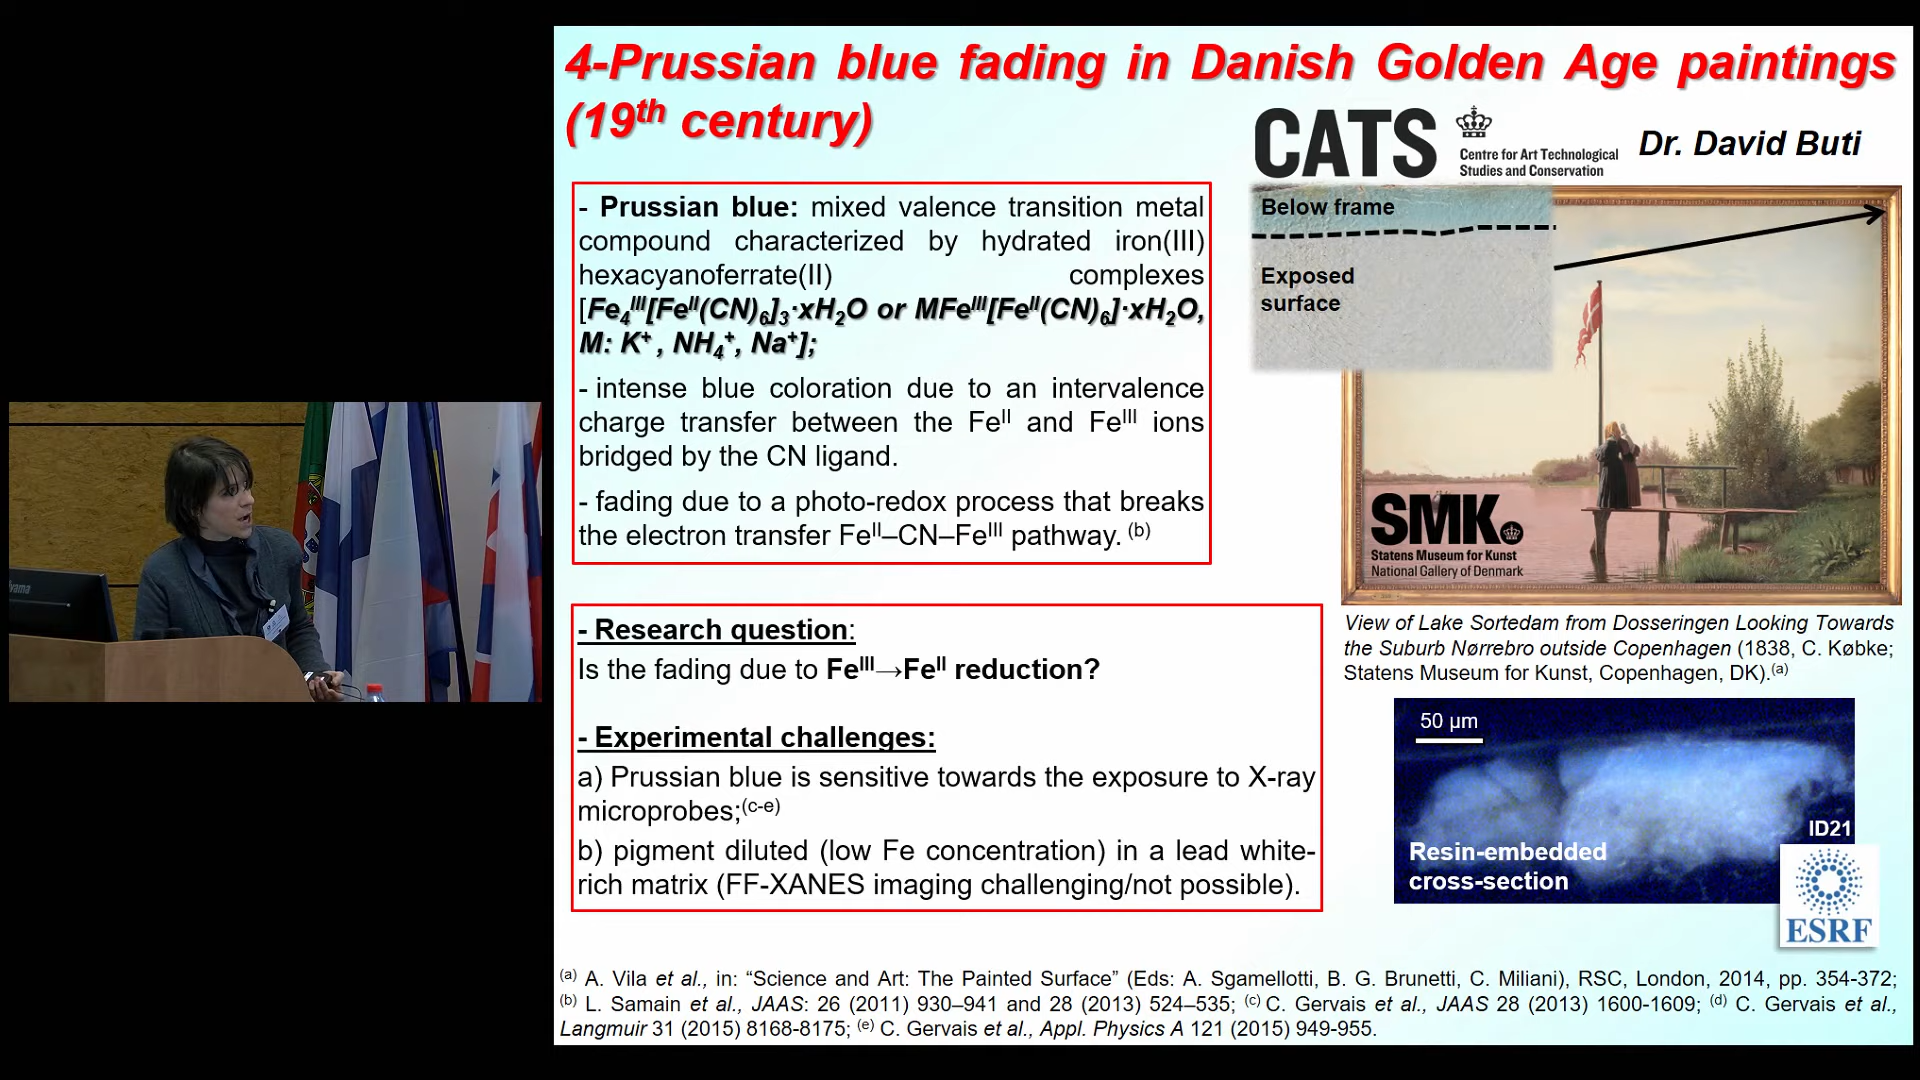 4-Prussian blue fading in Danish Golden Age paintings
(19th century)
CATS
Centre for Art Technological
Studies and Conservation
Dr. David Buti
- Prussian blue: mixed valence transition metal
compound characterized by hydrated iron(III)
hexacyanoferrate(II) complexes
[Fe4III[FeII(CN)6]3·xH2O or MFeIII[FeII(CN)6]·xH2O,
M: K+ , NH4+, Na+];
- intense blue coloration due to an intervalence
charge transfer between the FeII and FeIII ions
bridged by the CN ligand.
- fading due to a photo-redox process that breaks
the electron transfer FeII–CN–FeIII pathway. (b)
Below frame
Exposed
surface
SMK
Statens Museum for Kunst
National Gallery of Denmark
View of Lake Sortedam from Dosseringen Looking Towards
the Suburb Nørrebro outside Copenhagen (1838, C. Købke;
Statens Museum for Kunst, Copenhagen, DK).(a)
- Research question:
Is the fading due to FeIII→FeII reduction?
- Experimental challenges:
a) Prussian blue is sensitive towards the exposure to X-ray
microprobes;(c-e)
b) pigment diluted (low Fe concentration) in a lead white-
rich matrix (FF-XANES imaging challenging/not possible).
50 µm
ID21
Resin-embedded
cross-section
ESRF
(a) A. Vila et al., in: “Science and Art: The Painted Surface” (Eds: A. Sgamellotti, B. G. Brunetti, C. Miliani), RSC, London, 2014, pp. 354-372;
(b) L. Samain et al., JAAS: 26 (2011) 930–941 and 28 (2013) 524–535; (c) C. Gervais et al., JAAS 28 (2013) 1600-1609; (d) C. Gervais et al.,
Langmuir 31 (2015) 8168-8175; (e) C. Gervais et al., Appl. Physics A 121 (2015) 949-955.